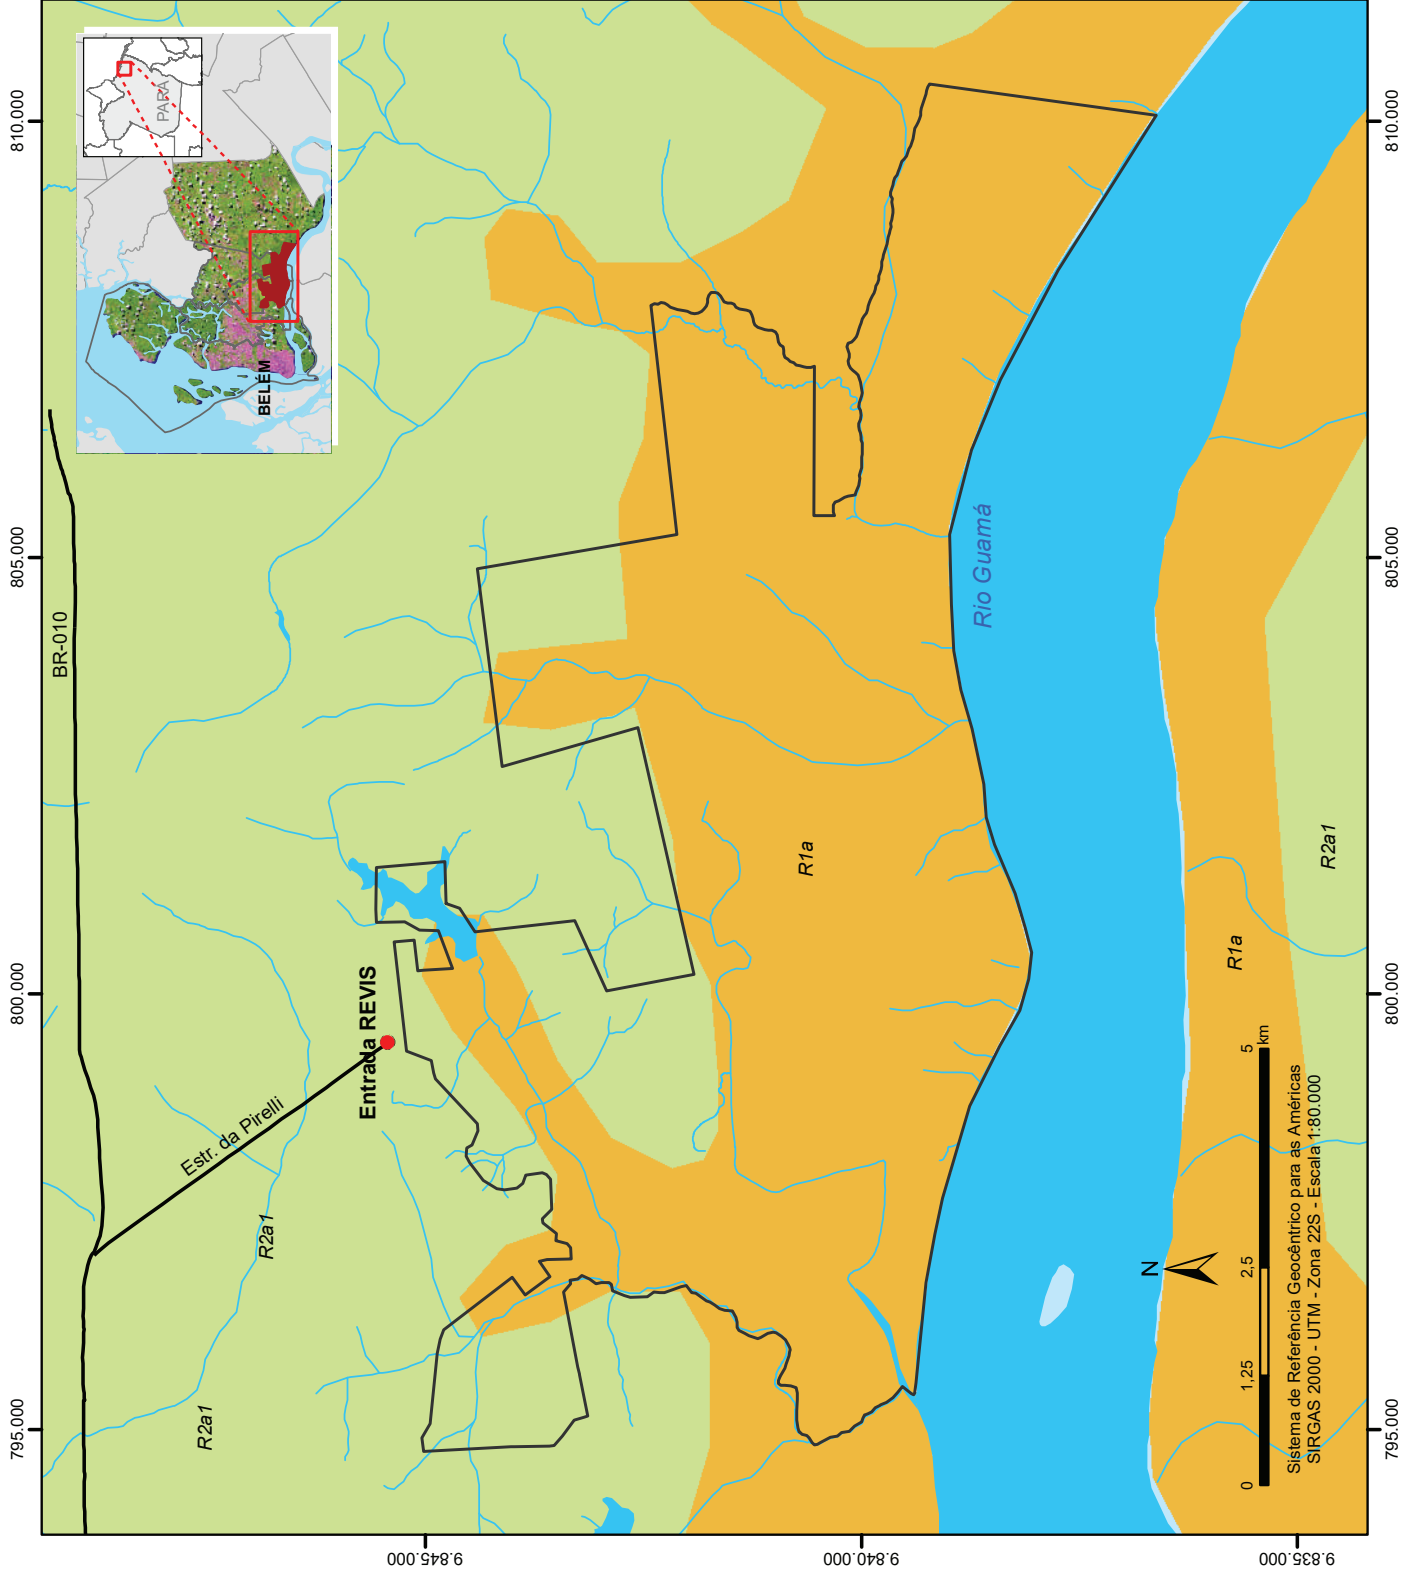 795.000
800.000
805.000
810.000
BR-010
Estr. da Pirelli
Entrada REVIS
R2a1
R2a1
R1a
Rio Guamá
R1a
R2a1
PARÁ
BELÉM
9.845.000
9.840.000
9.835.000
N
0
1,25
2,5
5
km
Sistema de Referência Geocêntrico para as Américas
SIRGAS 2000 - UTM - Zona 22S - Escala 1:80.000
795.000
800.000
805.000
810.000